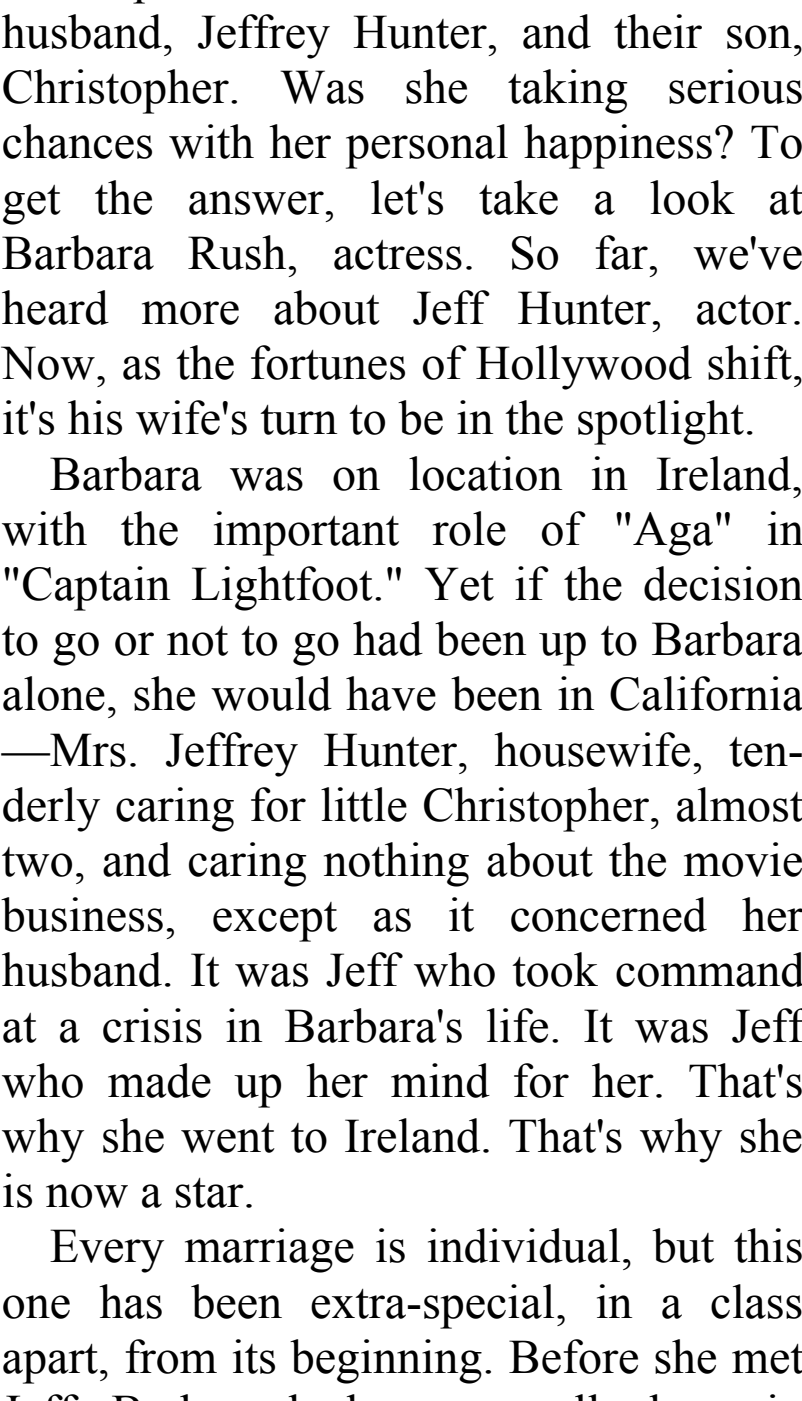 husband, Jeffrey Hunter, and their son,
Christopher. Was she taking serious
chances with her personal happiness? To
get the answer, let's take a look at
Barbara Rush, actress. So far, we've
heard more about Jeff Hunter, actor.
Now, as the fortunes of Hollywood shift,
it's his wife's turn to be in the spotlight.
Barbara was on location in Ireland,
with the important role of "Aga" in
"Captain Lightfoot." Yet if the decision
to go or not to go had been up to Barbara
alone, she would have been in California
—Mrs. Jeffrey Hunter, housewife, ten-
derly caring for little Christopher, almost
two, and caring nothing about the movie
business, except as it concerned her
husband. It was Jeff who took command
at a crisis in Barbara's life. It was Jeff
who made up her mind for her. That's
why she went to Ireland. That's why she
is now a star.
Every marriage is individual, but this
one has been extra-special, in a class
apart, from its beginning. Before she met